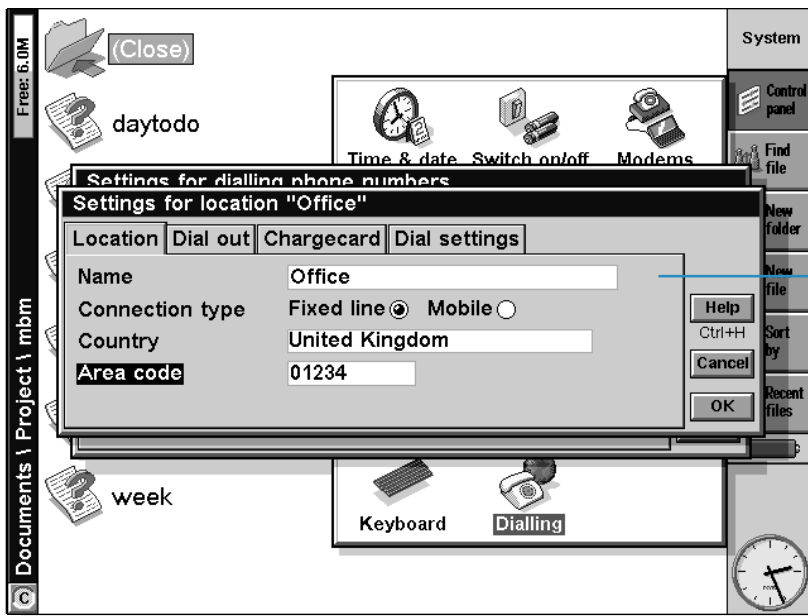 Free: 6.0M
Documents \ Project \ mbm
C
(Close)
daytodo
week
Time & date
Switch on/off
Modems
Keyboard
Dialling
Settings for dialling phone numbers
Settings for location "Office"
Location
Dial out
Chargecard
Dial settings
Name
Office
Connection type
Fixed line
Mobile
Country
United Kingdom
Area code
01234
Help
Ctrl+H
Cancel
OK
System
Control
panel
Find
file
New
folder
New
file
Sort
by
Recent
files